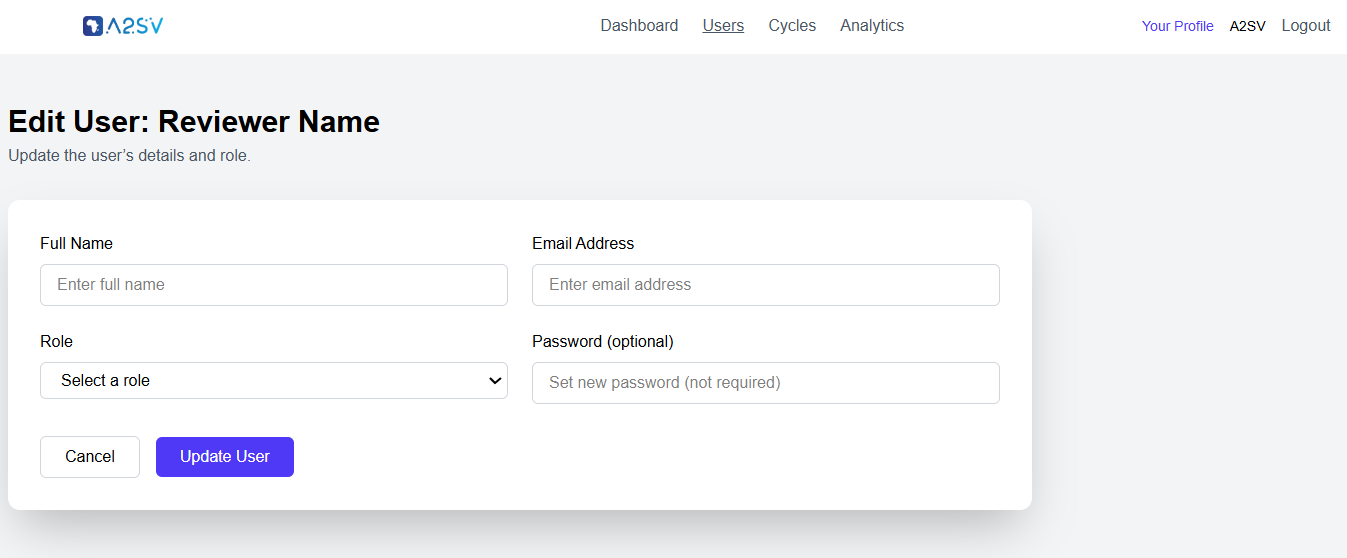 A2SV Dashboard Users Cycles Analytics Your Profile A2SV Logout
Edit User: Reviewer Name
Update the user’s details and role.
Full Name Email Address
Enter full name Enter email address
Role Password (optional)
Select a role Set new password (not required)
Cancel Update User